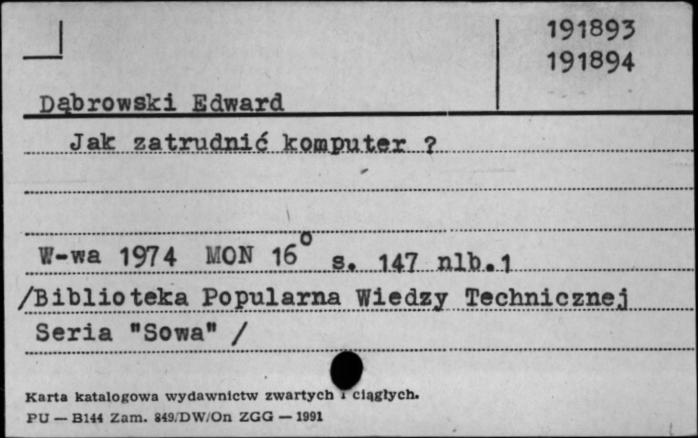 191893
191894
Dąbrowski Edward
Jak zatrudnić komputer ?
W-wa 1974 MON 16° s. 147 nlb.1
/Biblioteka Popularna Wiedzy Technicznej
Seria "Sowa" /
Karta katalogowa wydawnictw zwartych i ciągłych.
PU — B144 Zam. 849/DW/On ZGG — 1991